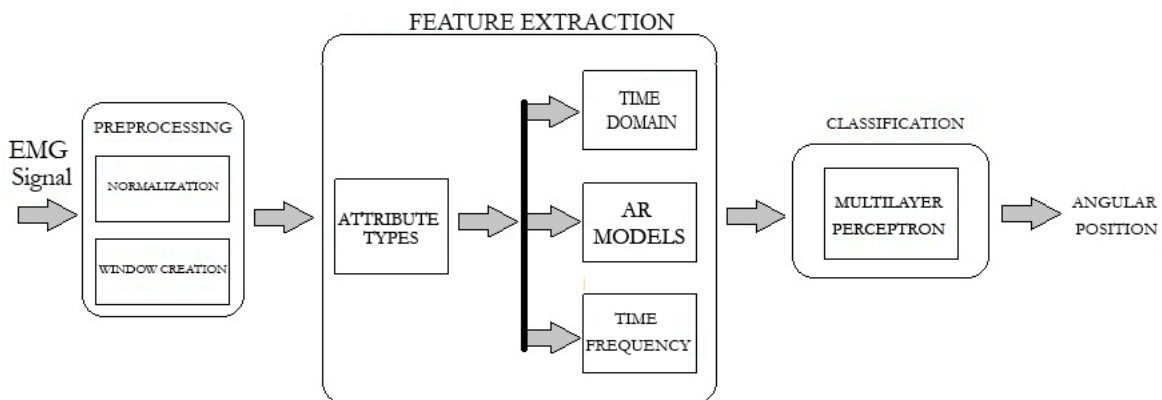 FEATURE EXTRACTION
EMG
Signal
PREPROCESSING
NORMALIZATION
WINDOW CREATION
ATTRIBUTE
TYPES
TIME
DOMAIN
AR
MODELS
TIME
FREQUENCY
CLASSIFICATION
MULTILAYER
PERCEPTRON
ANGULAR
POSITION